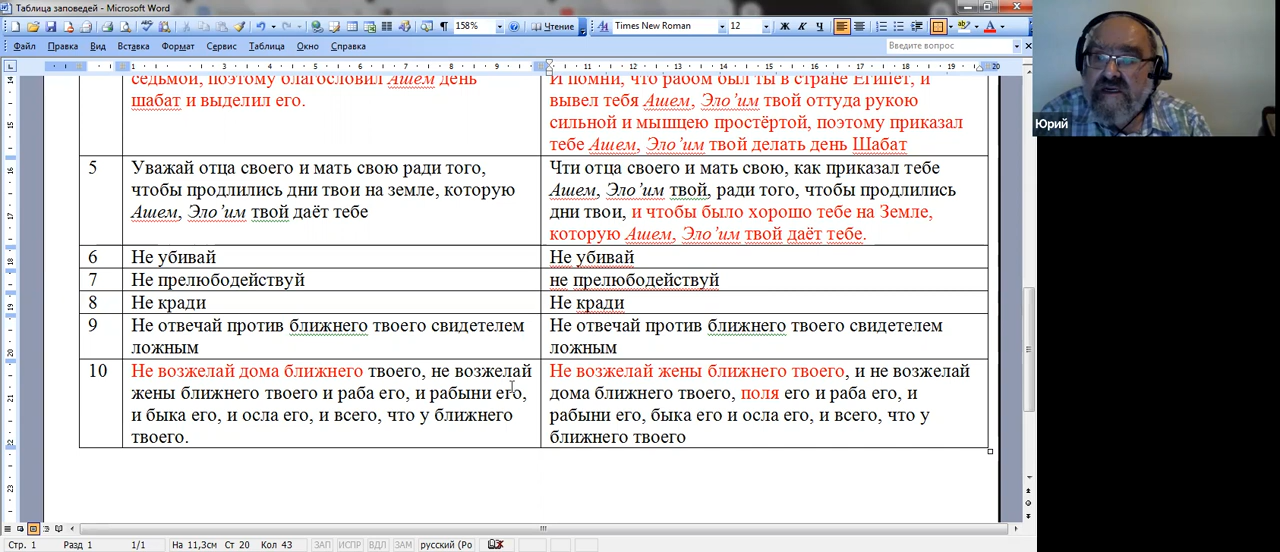 Таблица заповедей - Microsoft Word
158%
Чтение
Times New Roman
12
Файл Правка Вид Вставка Формат Сервис Таблица Окно Справка
Введите вопрос
седьмой, поэтому благословил Ашем день
шабат и выделил его.
И помни, что рабом был ты в стране Египет, и
вывел тебя Ашем, Эло’им твой оттуда рукою
сильной и мышцею простёртой, поэтому приказал
тебе Ашем, Эло’им твой делать день Шабат
5
Уважай отца своего и мать свою ради того,
чтобы продлились дни твои на земле, которую
Ашем, Эло’им твой даёт тебе
Чти отца своего и мать свою, как приказал тебе
Ашем, Эло’им твой, ради того, чтобы продлились
дни твои, и чтобы было хорошо тебе на Земле,
которую Ашем, Эло’им твой даёт тебе.
6
Не убивай
Не убивай
7
Не прелюбодействуй
не прелюбодействуй
8
Не кради
Не кради
9
Не отвечай против ближнего твоего свидетелем
ложным
Не отвечай против ближнего твоего свидетелем
ложным
10
Не возжелай дома ближнего твоего, не возжелай
жены ближнего твоего и раба его, и рабыни его,
и быка его, и осла его, и всего, что у ближнего
твоего.
Не возжелай жены ближнего твоего, и не возжелай
дома ближнего твоего, поля его и раба его, и
рабыни его, быка его и осла его, и всего, что у
ближнего твоего
Стр. 1 Разд 1 1/1 На 11,3см Ст 20 Кол 43 ЗАП ИСПР ВДЛ ЗАМ русский (Ро
Юрий